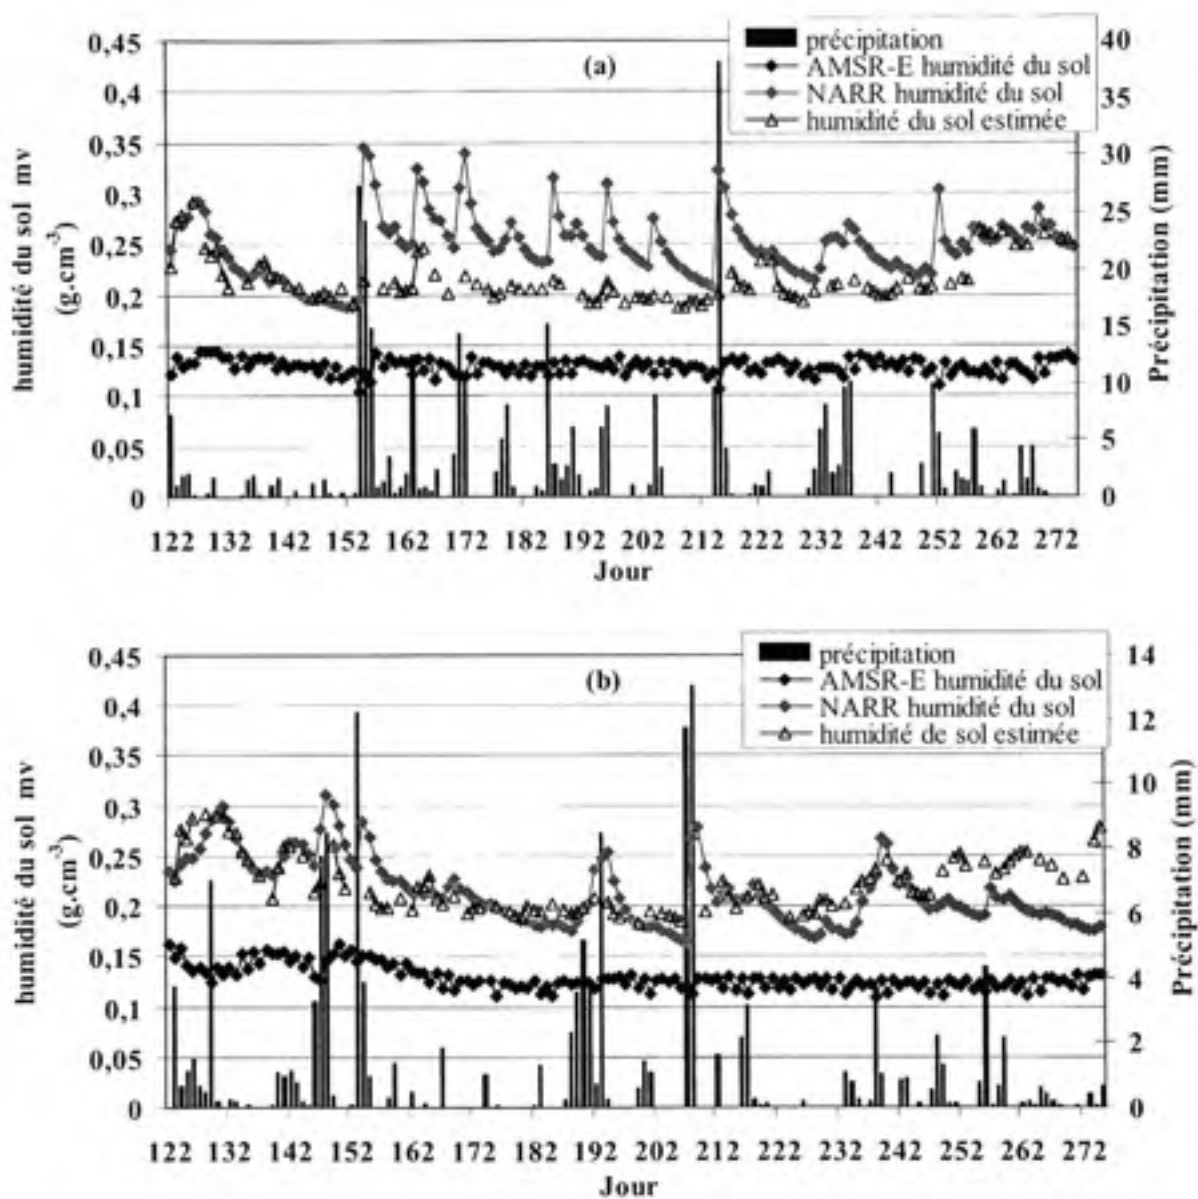 (a)
précipitation
AMSR-E humidité du sol
NARR humidité du sol
humidité du sol estimée
humidité du sol mv
(g.cm-3)
0,45
0,4
0,35
0,3
0,25
0,2
0,15
0,1
0,05
0
40
35
30
25
20
15
10
5
0
Précipitation (mm)
122 132 142 152 162 172 182 192 202 212 222 232 242 252 262 272
Jour
(b)
précipitation
AMSR-E humidité du sol
NARR humidité du sol
humidité de sol estimée
humidité du sol mv
(g.cm-3)
0,45
0,4
0,35
0,3
0,25
0,2
0,15
0,1
0,05
0
14
12
10
8
6
4
2
0
Précipitation (mm)
122 132 142 152 162 172 182 192 202 212 222 232 242 252 262 272
Jour